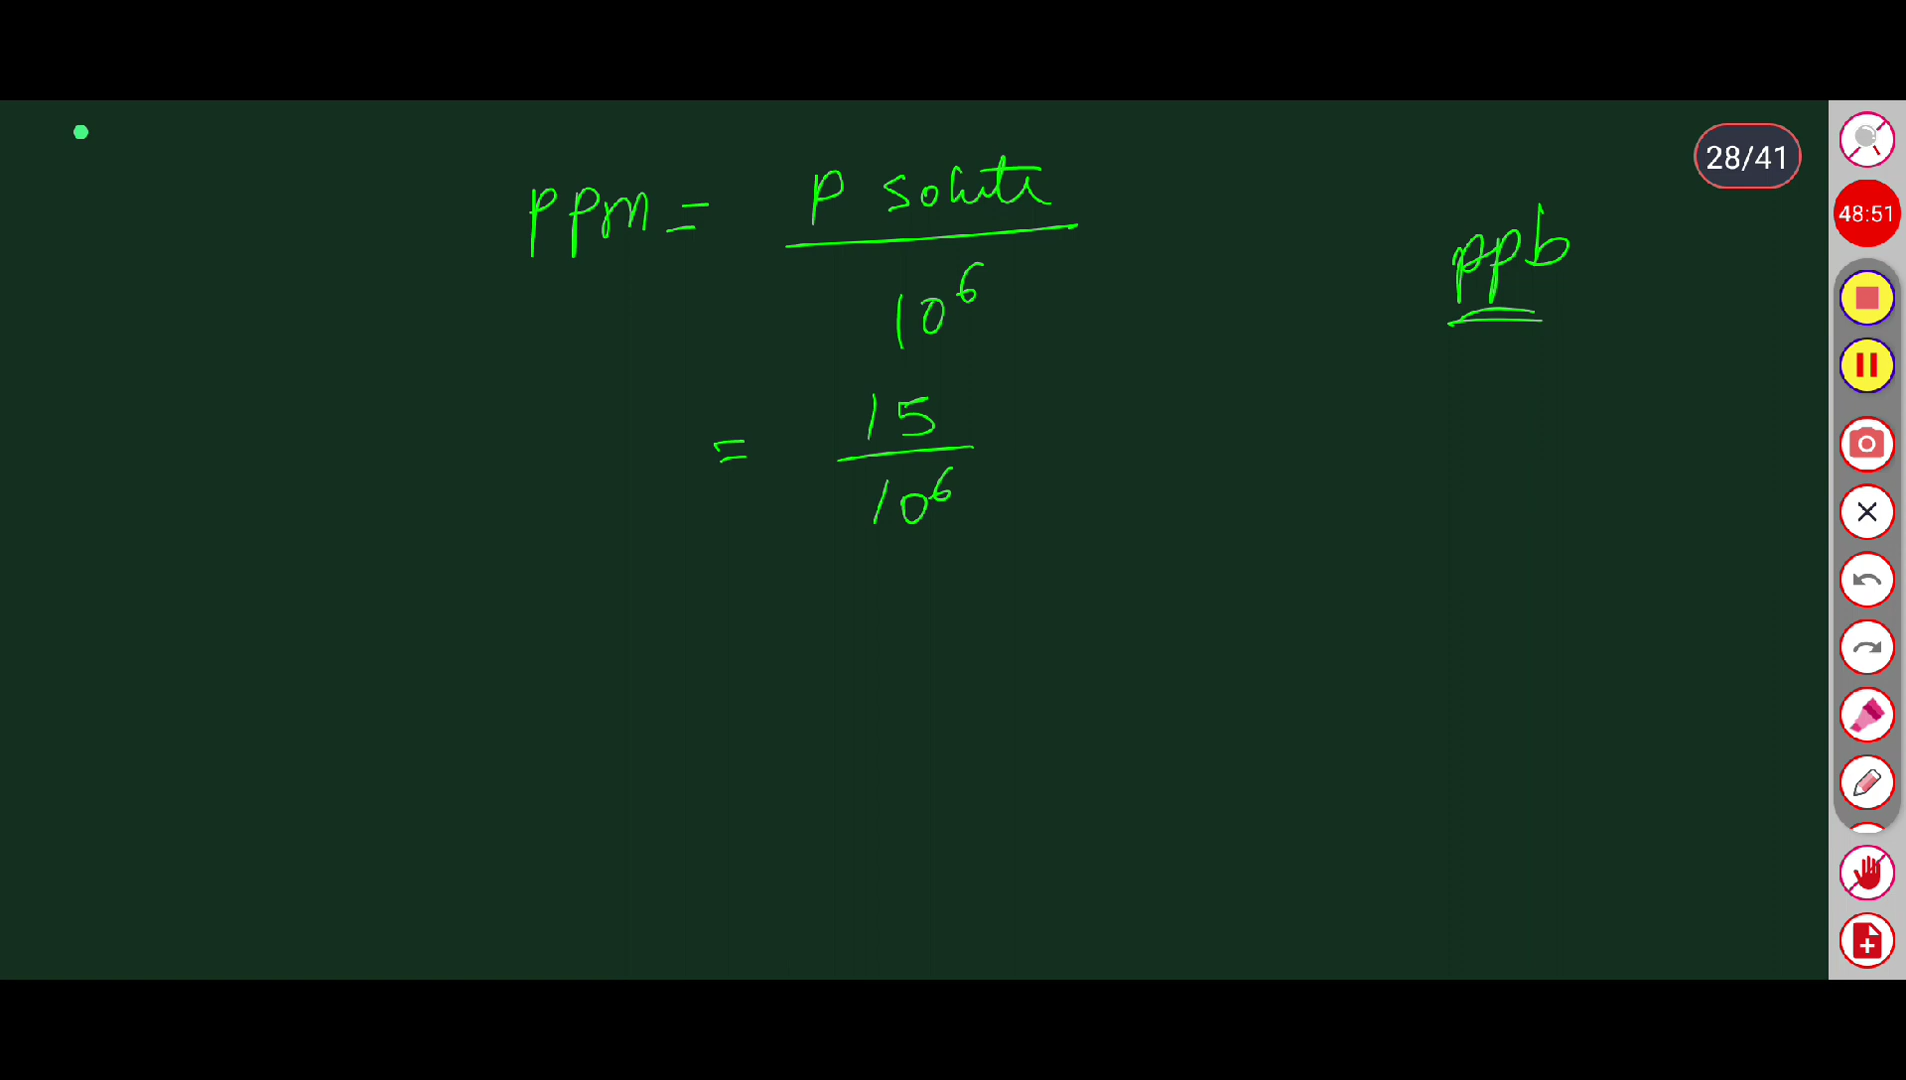 28/41
48:51
ppm = P solute
10^6
ppb
= 15
10^6